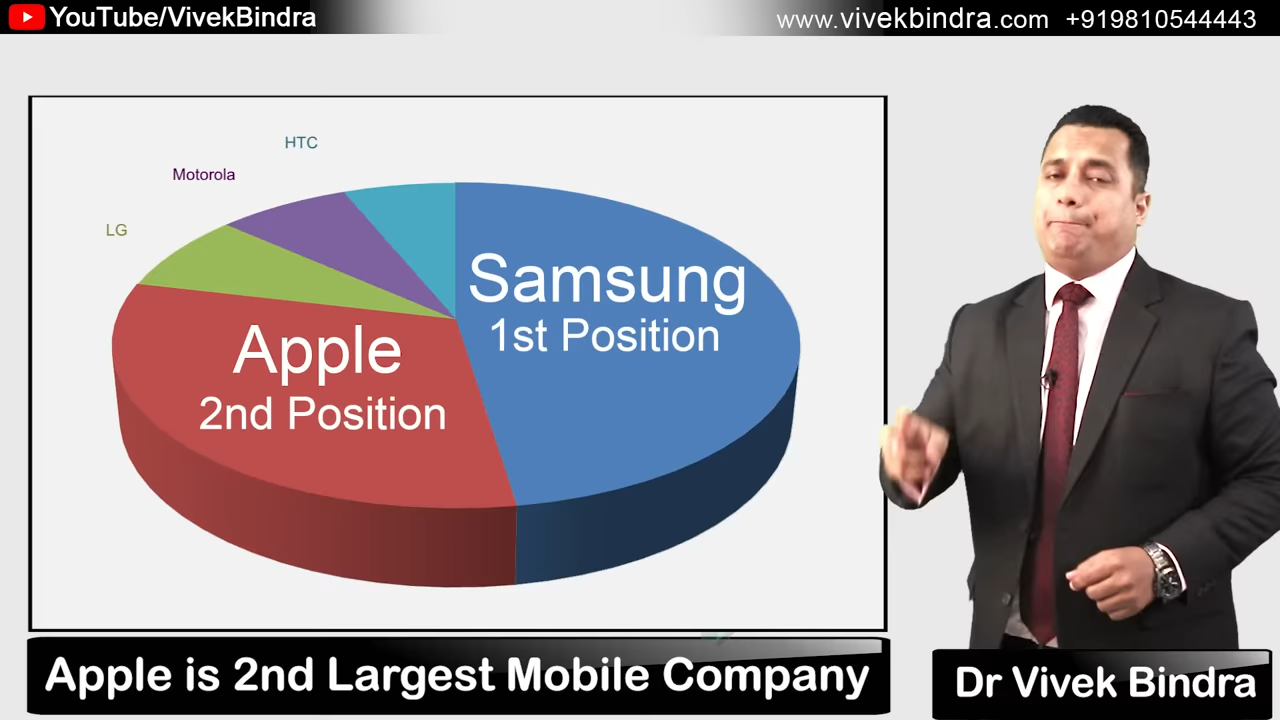 YouTube/VivekBindra
www.vivekbindra.com +919810544443
HTC
Motorola
LG
Samsung
1st Position
Apple
2nd Position
Apple is 2nd Largest Mobile Company
Dr Vivek Bindra